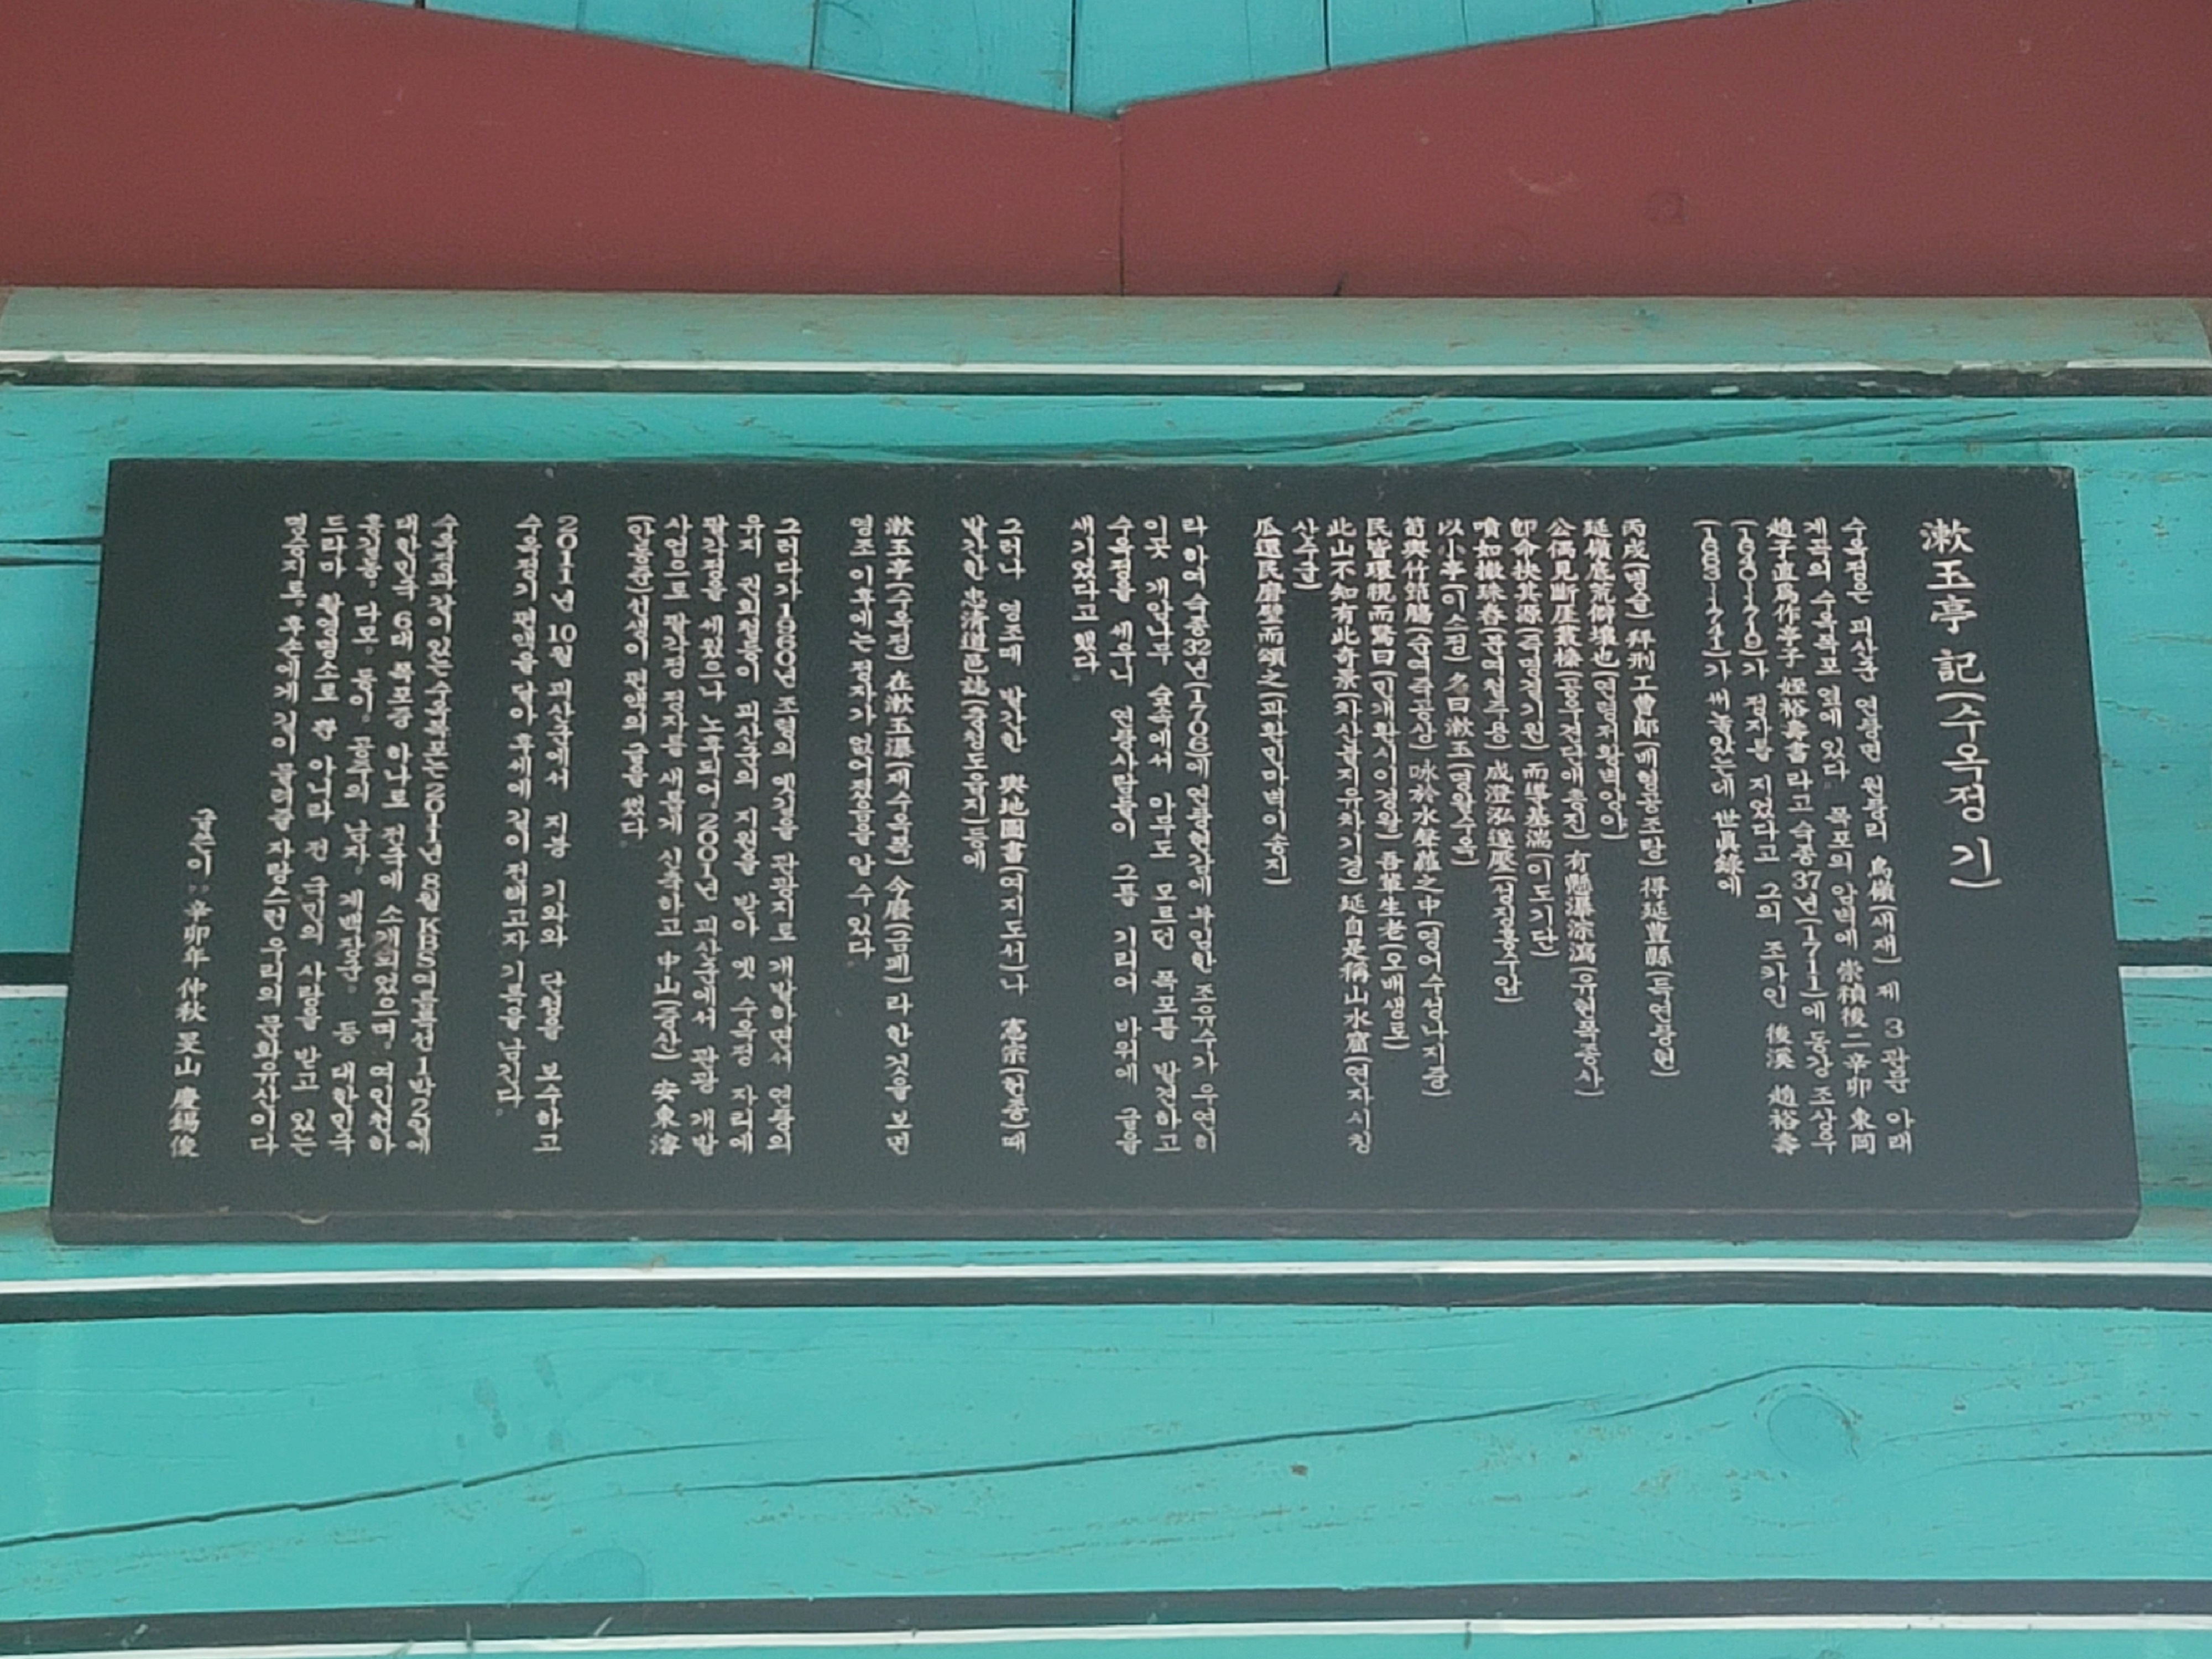 漱玉亭 記(수옥정 기)
수옥정은 괴산군 연풍면 원풍리 鳥嶺(새재) 제 3 관문 아래
계곡의 수옥폭포 옆에 있다. 폭포의 암벽에 崇禎後二辛卯 東岡
趙子直爲作亭子 姪裕壽書 라고 숙종 37년(1711)에 동강 조상우
(1640-1718)가 정자를 지었다고 그의 조카인 後溪 趙裕壽
(1663-1741)가 써 놓았는데 世眞錄에
丙戌(병술) 拜刑工曹郎(배형공조랑) 得延豊縣(득연풍현)
延嶺底荒僻壤也(연령저황벽양야)
公偶見斷厓叢榛(공우견단애총진) 有懸瀑淙瀉(유현폭종사)
卽命抉其源(즉명결기원) 而導基湍(이도기단)
噴如撤珠舂(분여철주용) 成澄泓遂壓(성징홍수압)
以小亭(이소정) 名曰漱玉(명왈수옥)
筍輿竹(순여죽) 咏於水聲蘿之中(영어수성나지중)
民皆環視而驚曰(민개환시이경왈) 吾輩生老(오배생로)
此山不知有此奇景(차산불지유차기경) 延自是稱山水窟(연자시칭
산수굴)
瓜還民磨壁而頌之(과환민마벽이송지)
라 하여 숙종32년(1706)에 연풍현감에 부임한 조유수가 우연히
이곳 개암나무 숲속에서 아무도 모르던 폭포를 발견하고
수옥정을 세우니 연풍사람들이 그를 기리어 바위에 글을
새기었다고 했다.
그러나 영조때 발간한 輿地圖書(여지도서)나 憲宗(헌종)때
발간한 忠淸道邑誌(충청도읍지)등에
漱玉亭(수옥정) 在漱玉瀑(재수옥폭) 今廢(금폐) 라 한것을 보면
영조 이후에는 정자가 없어졌음을 알 수 있다.
그러다가 1960년 조령의 옛길을 관광지로 개발하면서 연풍의
유지 괴산군의 지원을 받아 옛 수옥정 자리에
팔각정을 세웠으나 노후되어 2001년 괴산군에서 관광 개발
사업으로 팔각정 정자를 새롭게 신축하고 中山(중산) 安東濬
(안동준)선생이 현액의 글을 썼다.
2011년 10월 괴산군에서 지붕 기와와 단청을 보수하고
수옥정기 현액을 달아 후세에 길이 전하고자 기록을 남긴다.
수옥정과 같이 있는 수옥폭포는 2011년 8월 KBS의 특선 1박2일에
대한민국 6대 폭포중 하나로 전국에 소개되었으며, 여인천하
홍길동, 다모, 동이, 공주의 남자, 계백장군, 등 대한민국
드라마 촬영명소로 뿐 아니라 전 국민의 사랑을 받고 있는
명승지로 후손에게 길이 물려줄 자랑스런 우리의 문화유산이다
글쓴이 : 辛卯年 仲秋 昊山 慶錫俊